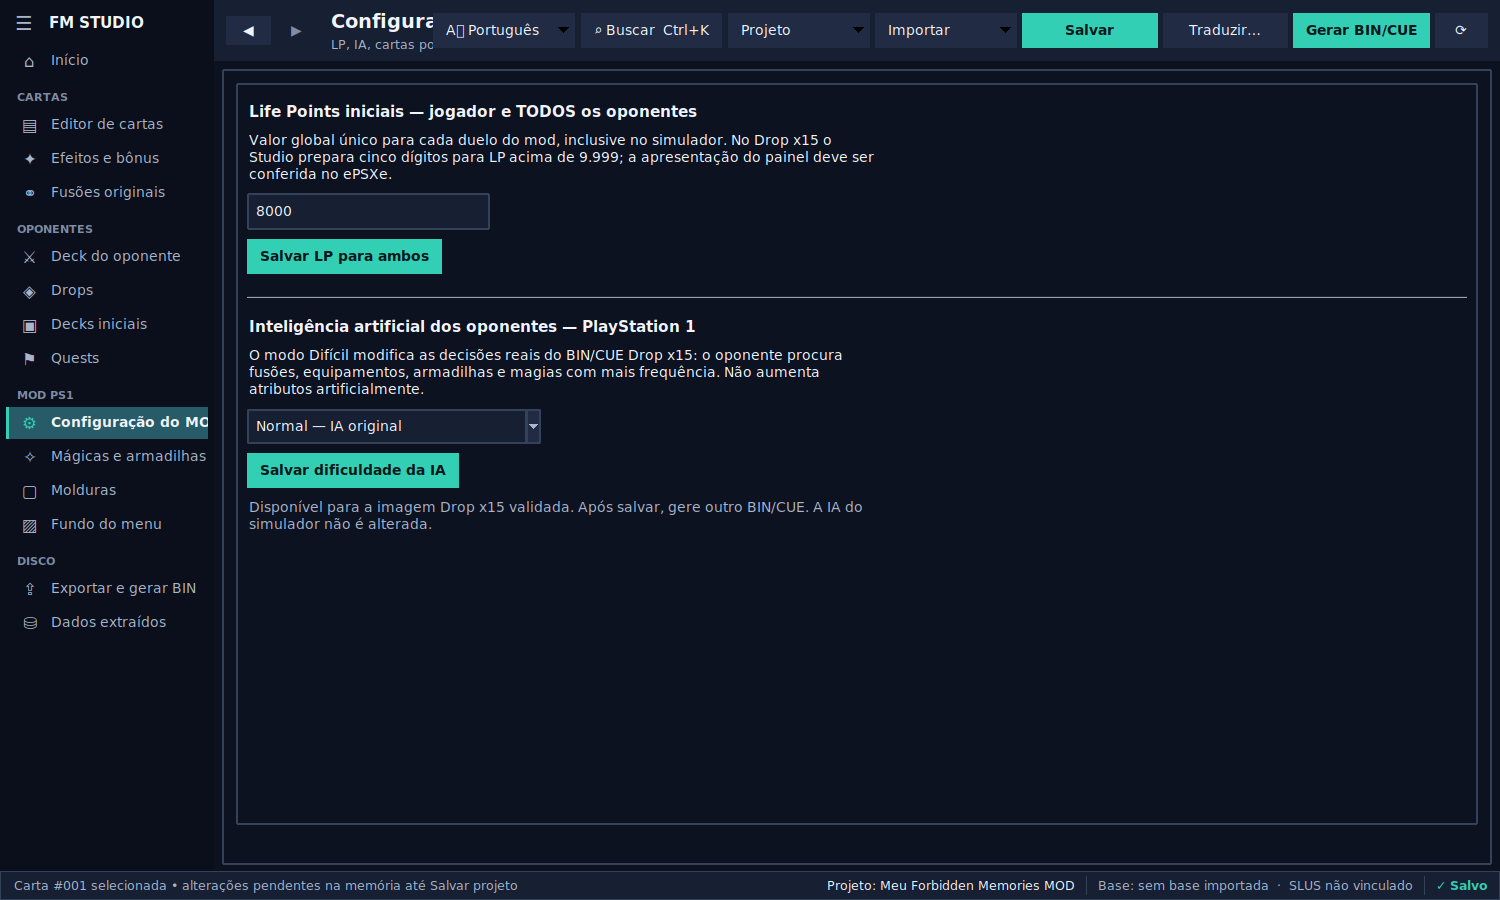 FM STUDIO
Início
CARTAS
Editor de cartas
Efeitos e bônus
Fusões originais
OPONENTES
Deck do oponente
Drops
Decks iniciais
Quests
MOD PS1
Configuração do MO
Mágicas e armadilhas
Molduras
Fundo do menu
DISCO
Exportar e gerar BIN
Dados extraídos
Configura
LP, IA, cartas po
A Português
Buscar Ctrl+K
Projeto
Importar
Salvar
Traduzir...
Gerar BIN/CUE
Life Points iniciais — jogador e TODOS os oponentes
Valor global único para cada duelo do mod, inclusive no simulador. No Drop x15 o
Studio prepara cinco dígitos para LP acima de 9.999; a apresentação do painel deve ser
conferida no ePSXe.
8000
Salvar LP para ambos
Inteligência artificial dos oponentes — PlayStation 1
O modo Difícil modifica as decisões reais do BIN/CUE Drop x15: o oponente procura
fusões, equipamentos, armadilhas e magias com mais frequência. Não aumenta
atributos artificialmente.
Normal — IA original
Salvar dificuldade da IA
Disponível para a imagem Drop x15 validada. Após salvar, gere outro BIN/CUE. A IA do
simulador não é alterada.
Carta #001 selecionada • alterações pendentes na memória até Salvar projeto
Projeto: Meu Forbidden Memories MOD
Base: sem base importada · SLUS não vinculado
✓ Salvo